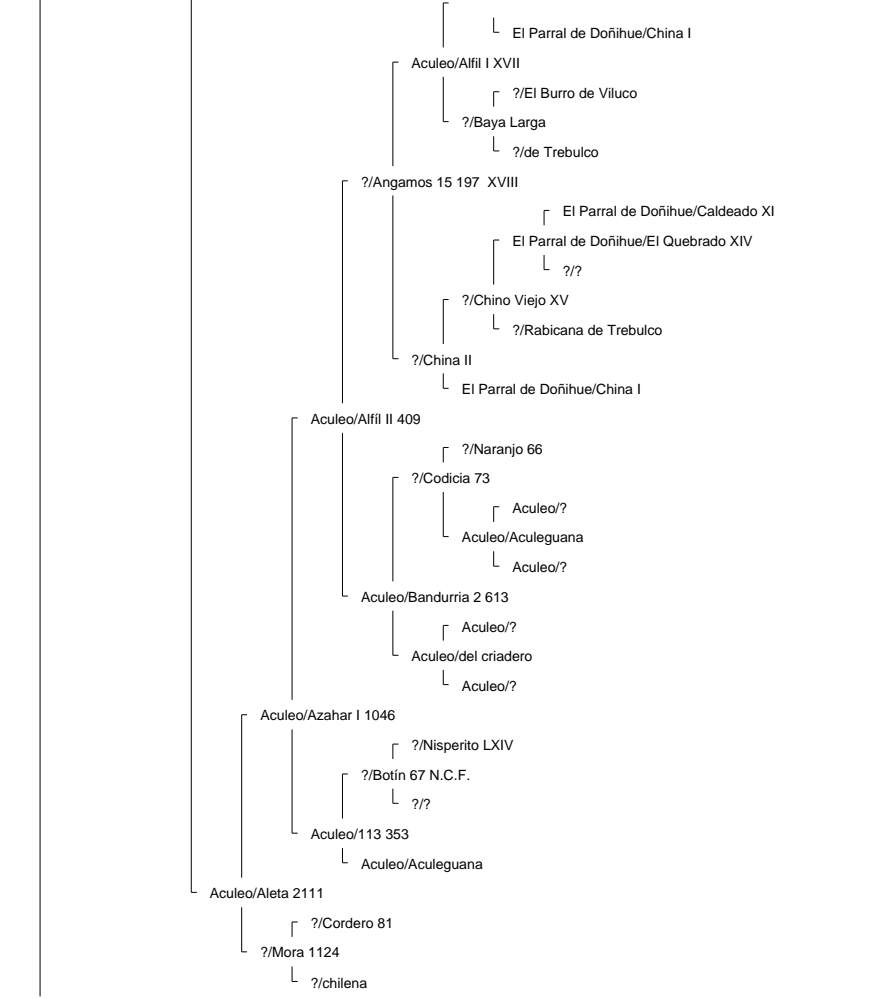 El Parral de Doñihue/China I
Aculeo/Alfil I XVII
?/El Burro de Viluco
?/Baya Larga
?/de Trebulco
?/Angamos 15 197 XVIII
El Parral de Doñihue/Caldeado XI
El Parral de Doñihue/El Quebrado XIV
?/?
?/Chino Viejo XV
?/Rabicana de Trebulco
?/China II
El Parral de Doñihue/China I
Aculeo/Alfíl II 409
?/Naranjo 66
?/Codicia 73
Aculeo/?
Aculeo/Aculeguana
Aculeo/?
Aculeo/Bandurria 2 613
Aculeo/?
Aculeo/del criadero
Aculeo/?
Aculeo/Azahar I 1046
?/Nisperito LXIV
?/Botín 67 N.C.F.
?/?
Aculeo/113 353
Aculeo/Aculeguana
Aculeo/Aleta 2111
?/Cordero 81
?/Mora 1124
?/chilena